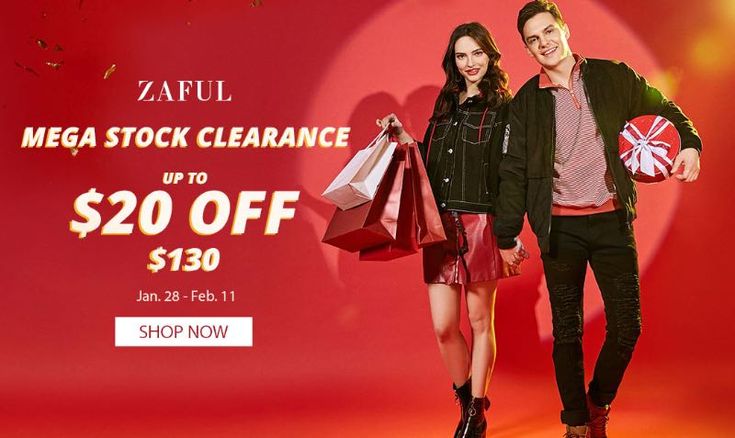 ZAFUL
MEGA STOCK CLEARANCE
UP TO
$20 OFF
$130
Jan. 28 - Feb. 11
SHOP NOW